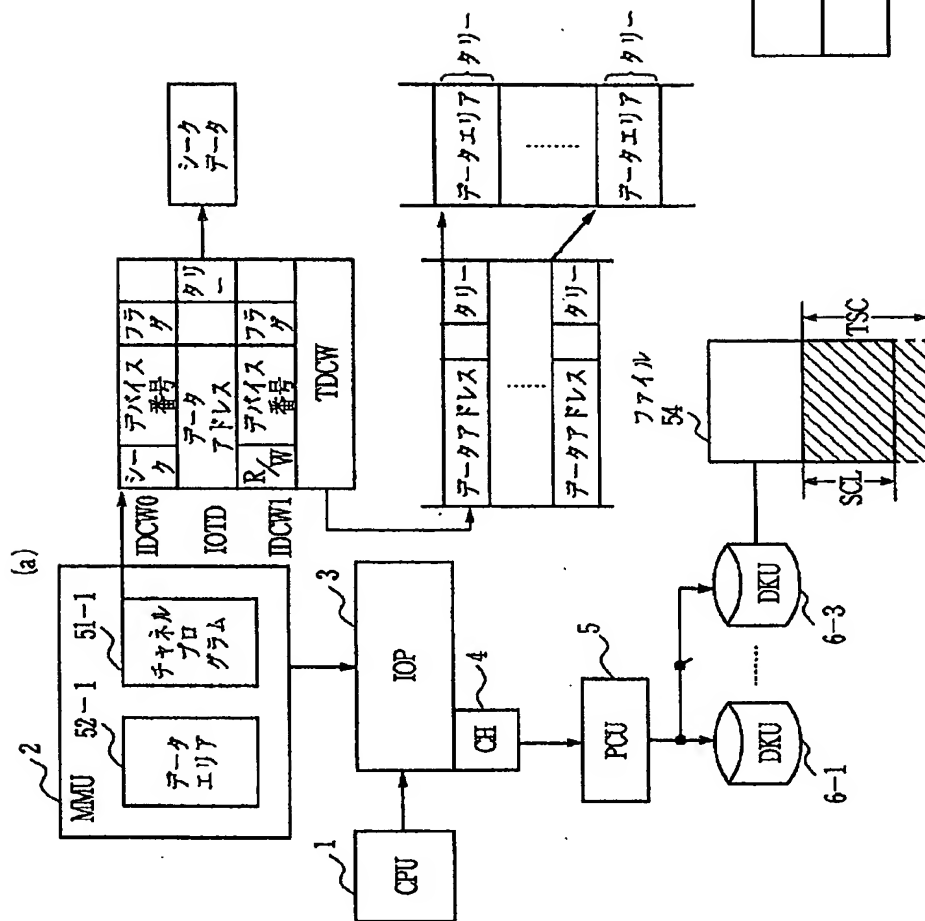 (a)
2
MMU
52-1
51-1
データ
エリア
チャネル
プロ
グラム
IDCW0
IOTD
IDCW1
シー
ク
デバイス
番号
フラ
グ
データ
アドレス
タリ
ー
R/W
デバイス
番号
フラ
グ
TDCW
シーク
データ
1
CPU
3
IOP
4
CH
5
PCU
データアドレス
タリー
データアドレス
タリー
データエリア
タリー
データエリア
タリー
DKU
6-1
DKU
6-3
ファイル
54
SCL
TSC